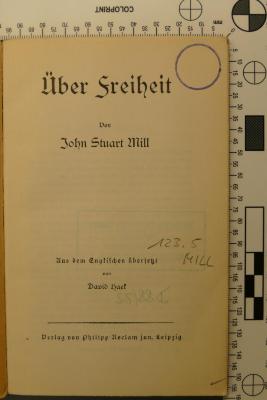 COLORPRINT
Über Freiheit
Von
John Stuart Mill
123.5
MILL
Aus dem Englischen übersetzt
von
David Haek
Verlag von Philipp Reclam jun. Leipzig